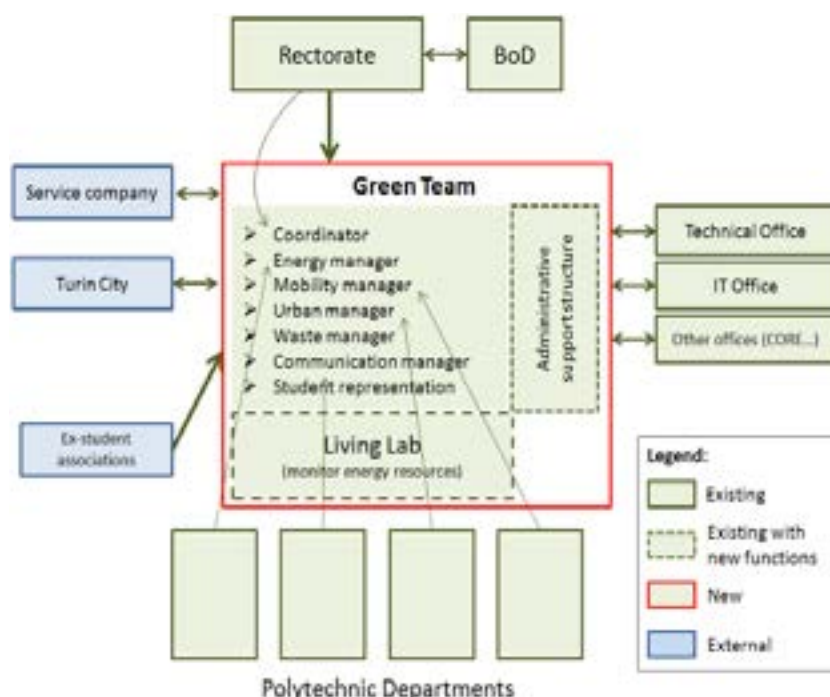 Rectorate
BoD
Service company
Turin City
Ex-student
associations
Green Team
➢ Coordinator
➢ Energy manager
➢ Mobility manager
➢ Urban manager
➢ Waste manager
➢ Communication manager
➢ Student representation
Administrative
support structure
Living Lab
(monitor energy resources)
Technical Office
IT Office
Other offices (CORE...)
Legend:
Existing
Existing with
new functions
New
External
Polytechnic Departments